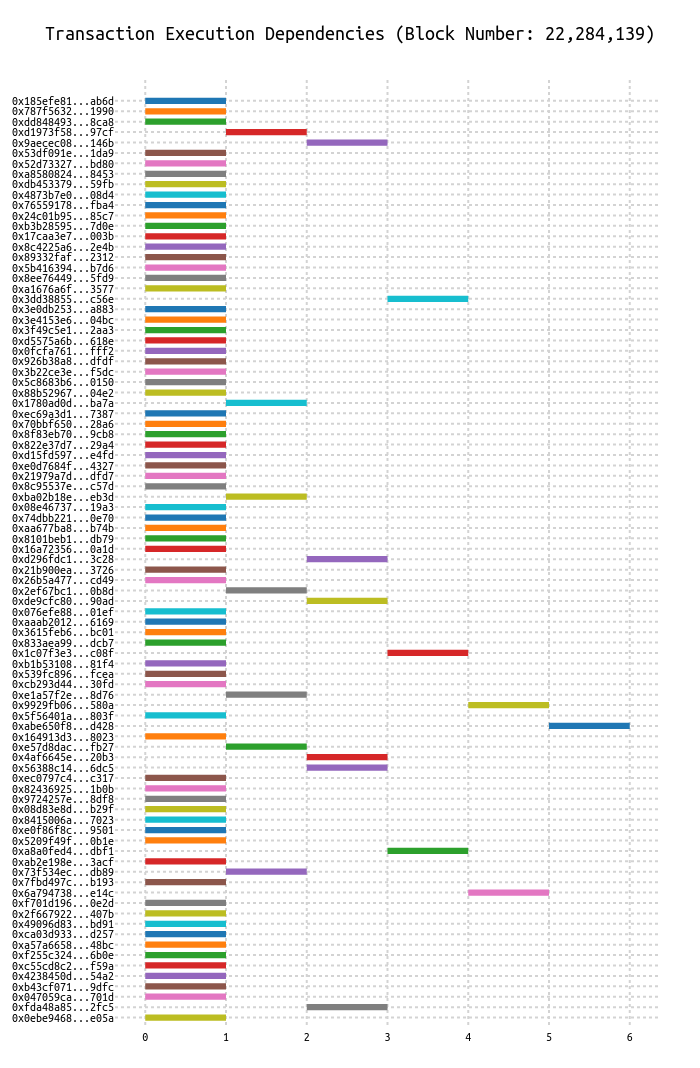 Transaction Execution Dependencies (Block Number: 22,284,139)
0x185efe81...ab6d
0x787f5632...1990
0xdd848493...8ca8
0xd1973f58...97cf
0x9aecec08...146b
0x53df091e...1da9
0x52d73327...bd80
0xa8580824...8453
0xdb453379...59fb
0x4873b7e0...08d4
0x76559178...fba4
0x24c01b95...85c7
0xb3b28595...7d0e
0x17caa3e7...003b
0x8c4225a6...2e4b
0x89332faf...2312
0x5b416394...b7d6
0x8ee76449...5fd9
0xa1676a6f...3577
0x3dd38855...c56e
0x3e0db253...a883
0x3e4153e6...04bc
0x3f49c5e1...2aa3
0xd5575a6b...618e
0x0fcfa761...fff2
0x926b38a8...dfdf
0x3b22ce3e...f5dc
0x5c8683b6...0150
0x88b52967...04e2
0x1780ad0d...ba7a
0xec69a3d1...7387
0x70bbf650...28a6
0x8f83eb70...9cb8
0x822e37d7...29a4
0xd15fd597...e4fd
0xe0d7684f...4327
0x21979a7d...dfd7
0x8c95537e...c57d
0xba02b18e...eb3d
0x08e46737...19a3
0x74dbb221...0e70
0xaa677ba8...b74b
0x8101beb1...db79
0x16a72356...0a1d
0xd296fdc1...3c28
0x21b900ea...3726
0x26b5a477...cd49
0x2ef67bc1...0b8d
0xde9cfc80...90ad
0x076efe88...01ef
0xaaab2012...6169
0x3615feb6...bc01
0x833aea99...dcb7
0x1c07f3e3...c08f
0xb1b53108...81f4
0x539fc896...fcea
0xcb293d44...30fd
0xe1a57f2e...8d76
0x9929fb06...580a
0x5f56401a...803f
0xabe650f8...d428
0x164913d3...8023
0xe57d8dac...fb27
0x4af6645e...20b3
0x56388c14...6dc5
0xec0797c4...c317
0x82436925...1b0b
0x9724257e...8df8
0x08d83e8d...b29f
0x8415006a...7023
0xe0f86f8c...9501
0x5209f49f...0b1e
0xa8a0fed4...dbf1
0xab2e198e...3acf
0x73f534ec...db89
0x7fbd497c...b193
0x6a794738...e14c
0xf701d196...0e2d
0x2f667922...407b
0x49096d83...bd91
0xca03d933...d257
0xa57a6658...48bc
0xf255c324...6b0e
0xc55cd8c2...f59a
0x4238450d...54a2
0xb43cf071...9dfc
0x047059ca...701d
0xfda48a85...2fc5
0x0ebe9468...e05a
0 1 2 3 4 5 6